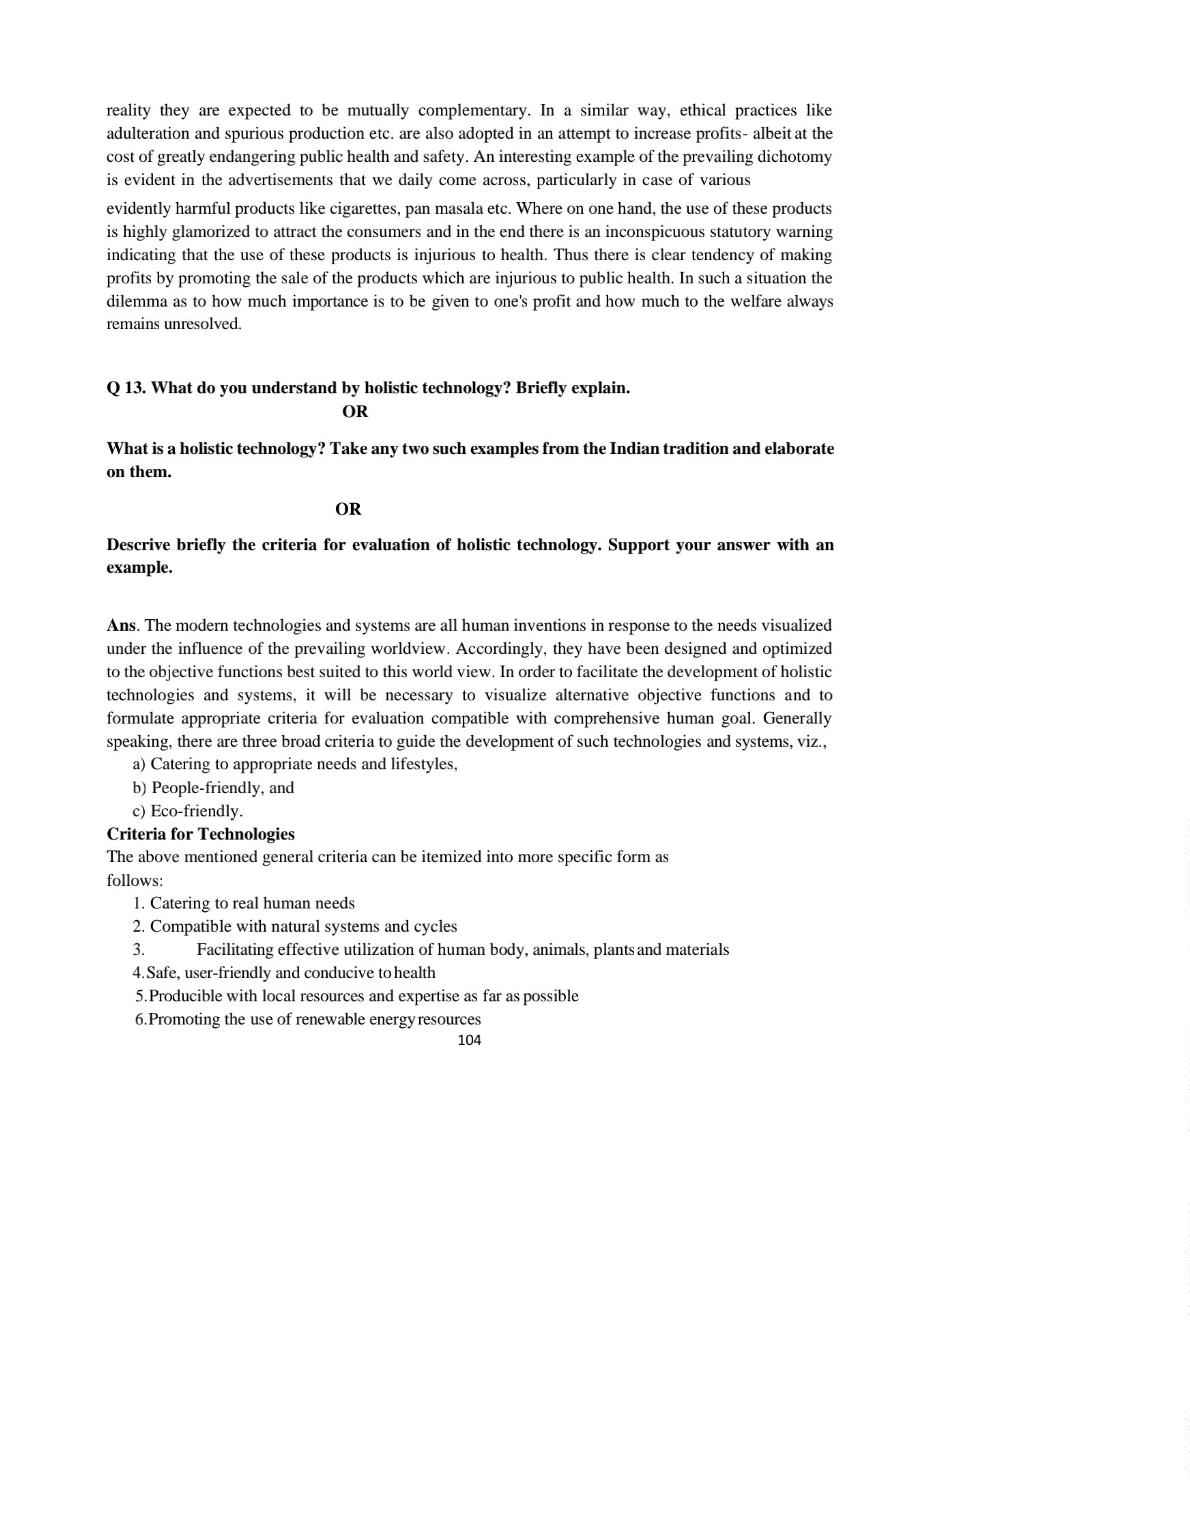 reality they are expected to be mutually complementary. In a similar way, ethical practices like
adulteration and spurious production etc. are also adopted in an attempt to increase profits- albeit at the
cost of greatly endangering public health and safety. An interesting example of the prevailing dichotomy
is evident in the advertisements that we daily come across, particularly in case of various
evidently harmful products like cigarettes, pan masala etc. Where on one hand, the use of these products
is highly glamorized to attract the consumers and in the end there is an inconspicuous statutory warning
indicating that the use of these products is injurious to health. Thus there is clear tendency of making
profits by promoting the sale of the products which are injurious to public health. In such a situation the
dilemma as to how much importance is to be given to one's profit and how much to the welfare always
remains unresolved.
Q 13. What do you understand by holistic technology? Briefly explain.
OR
What is a holistic technology? Take any two such examples from the Indian tradition and elaborate
on them.
OR
Descrive briefly the criteria for evaluation of holistic technology. Support your answer with an
example.
Ans. The modern technologies and systems are all human inventions in response to the needs visualized
under the influence of the prevailing worldview. Accordingly, they have been designed and optimized
to the objective functions best suited to this world view. In order to facilitate the development of holistic
technologies and systems, it will be necessary to visualize alternative objective functions and to
formulate appropriate criteria for evaluation compatible with comprehensive human goal. Generally
speaking, there are three broad criteria to guide the development of such technologies and systems, viz.,
a) Catering to appropriate needs and lifestyles,
b) People-friendly, and
c) Eco-friendly.
Criteria for Technologies
The above mentioned general criteria can be itemized into more specific form as
follows:
1. Catering to real human needs
2. Compatible with natural systems and cycles
3. Facilitating effective utilization of human body, animals, plants and materials
4.Safe, user-friendly and conducive to health
5.Producible with local resources and expertise as far as possible
6.Promoting the use of renewable energy resources
104